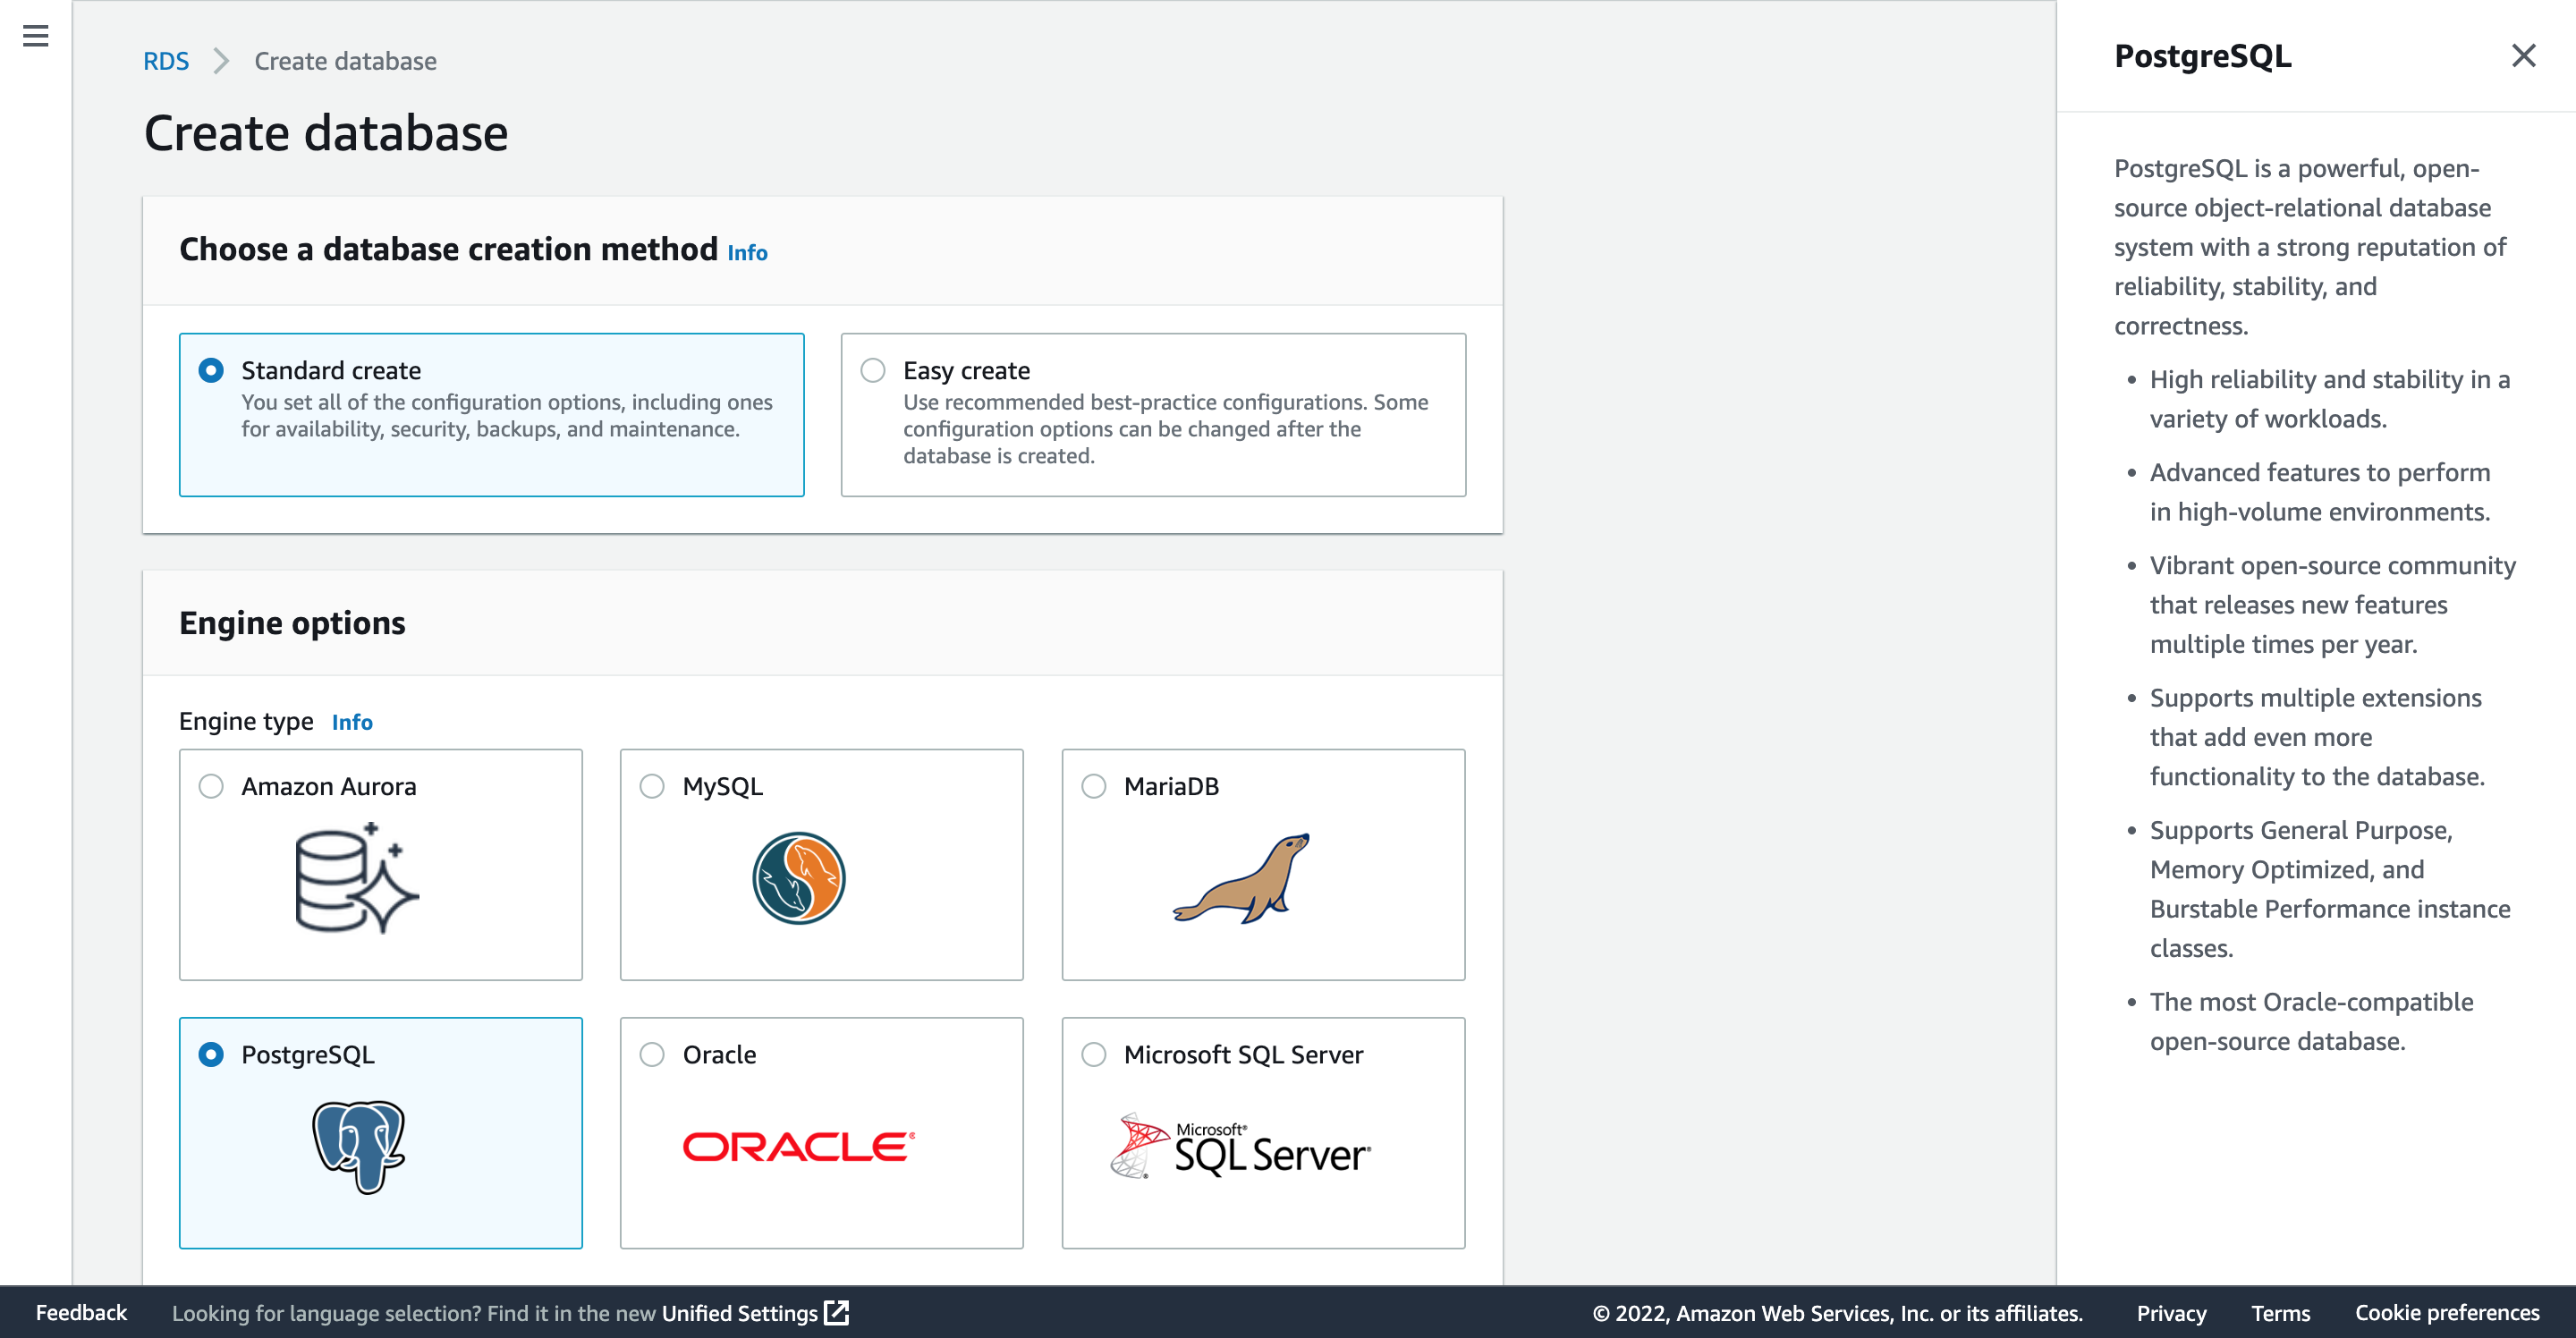 RDS
Create database
Create database
Choose a database creation method Info
Standard create
You set all of the configuration options, including ones
for availability, security, backups, and maintenance.
Easy create
Use recommended best-practice configurations. Some
configuration options can be changed after the
database is created.
Engine options
Engine type Info
Amazon Aurora
MySQL
MariaDB
PostgreSQL
Oracle
ORACLE®
Microsoft SQL Server
Microsoft®
SQL Server®
PostgreSQL
PostgreSQL is a powerful, open-
source object-relational database
system with a strong reputation of
reliability, stability, and
correctness.
• High reliability and stability in a
variety of workloads.
• Advanced features to perform
in high-volume environments.
• Vibrant open-source community
that releases new features
multiple times per year.
• Supports multiple extensions
that add even more
functionality to the database.
• Supports General Purpose,
Memory Optimized, and
Burstable Performance instance
classes.
• The most Oracle-compatible
open-source database.
Feedback
Looking for language selection? Find it in the new Unified Settings
© 2022, Amazon Web Services, Inc. or its affiliates.
Privacy
Terms
Cookie preferences